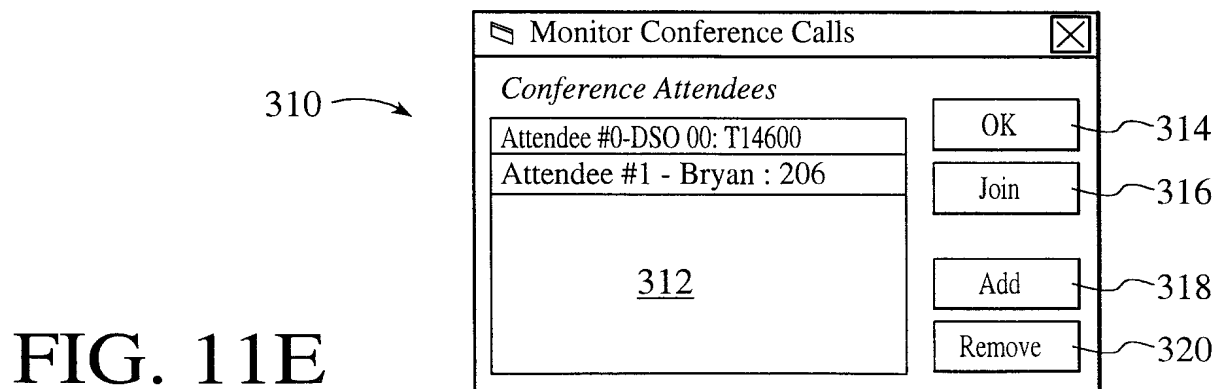 Monitor Conference Calls
310
Conference Attendees
Attendee #0-DSO 00: T14600
Attendee #1 - Bryan : 206
312
OK
314
Join
316
Add
318
Remove
320
FIG. 11E